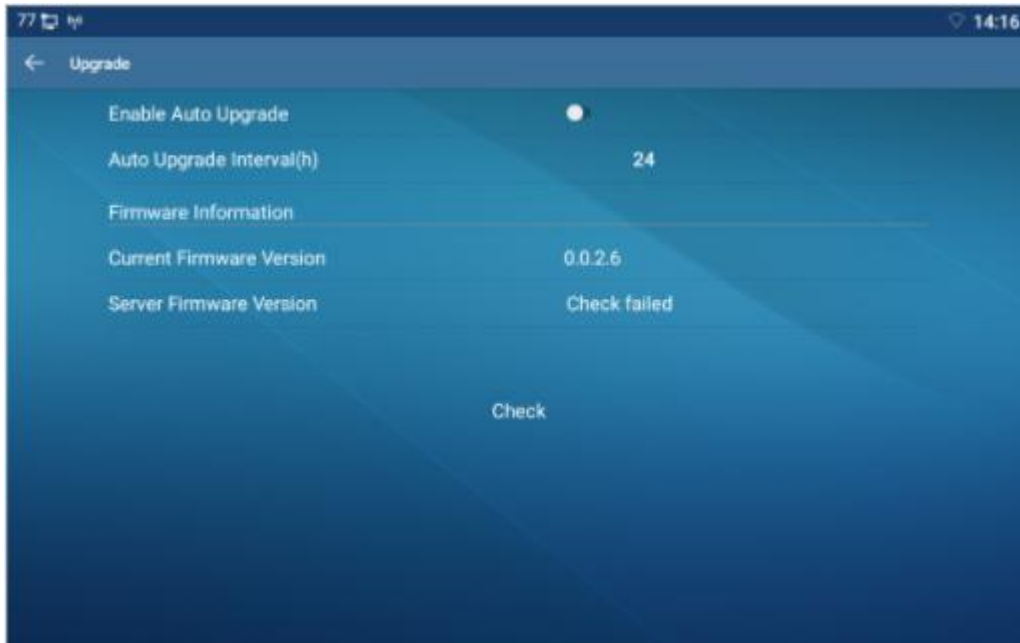 77 14:16
Upgrade
Enable Auto Upgrade
Auto Upgrade Interval(h) 24
Firmware Information
Current Firmware Version 0.0.2.6
Server Firmware Version Check failed
Check